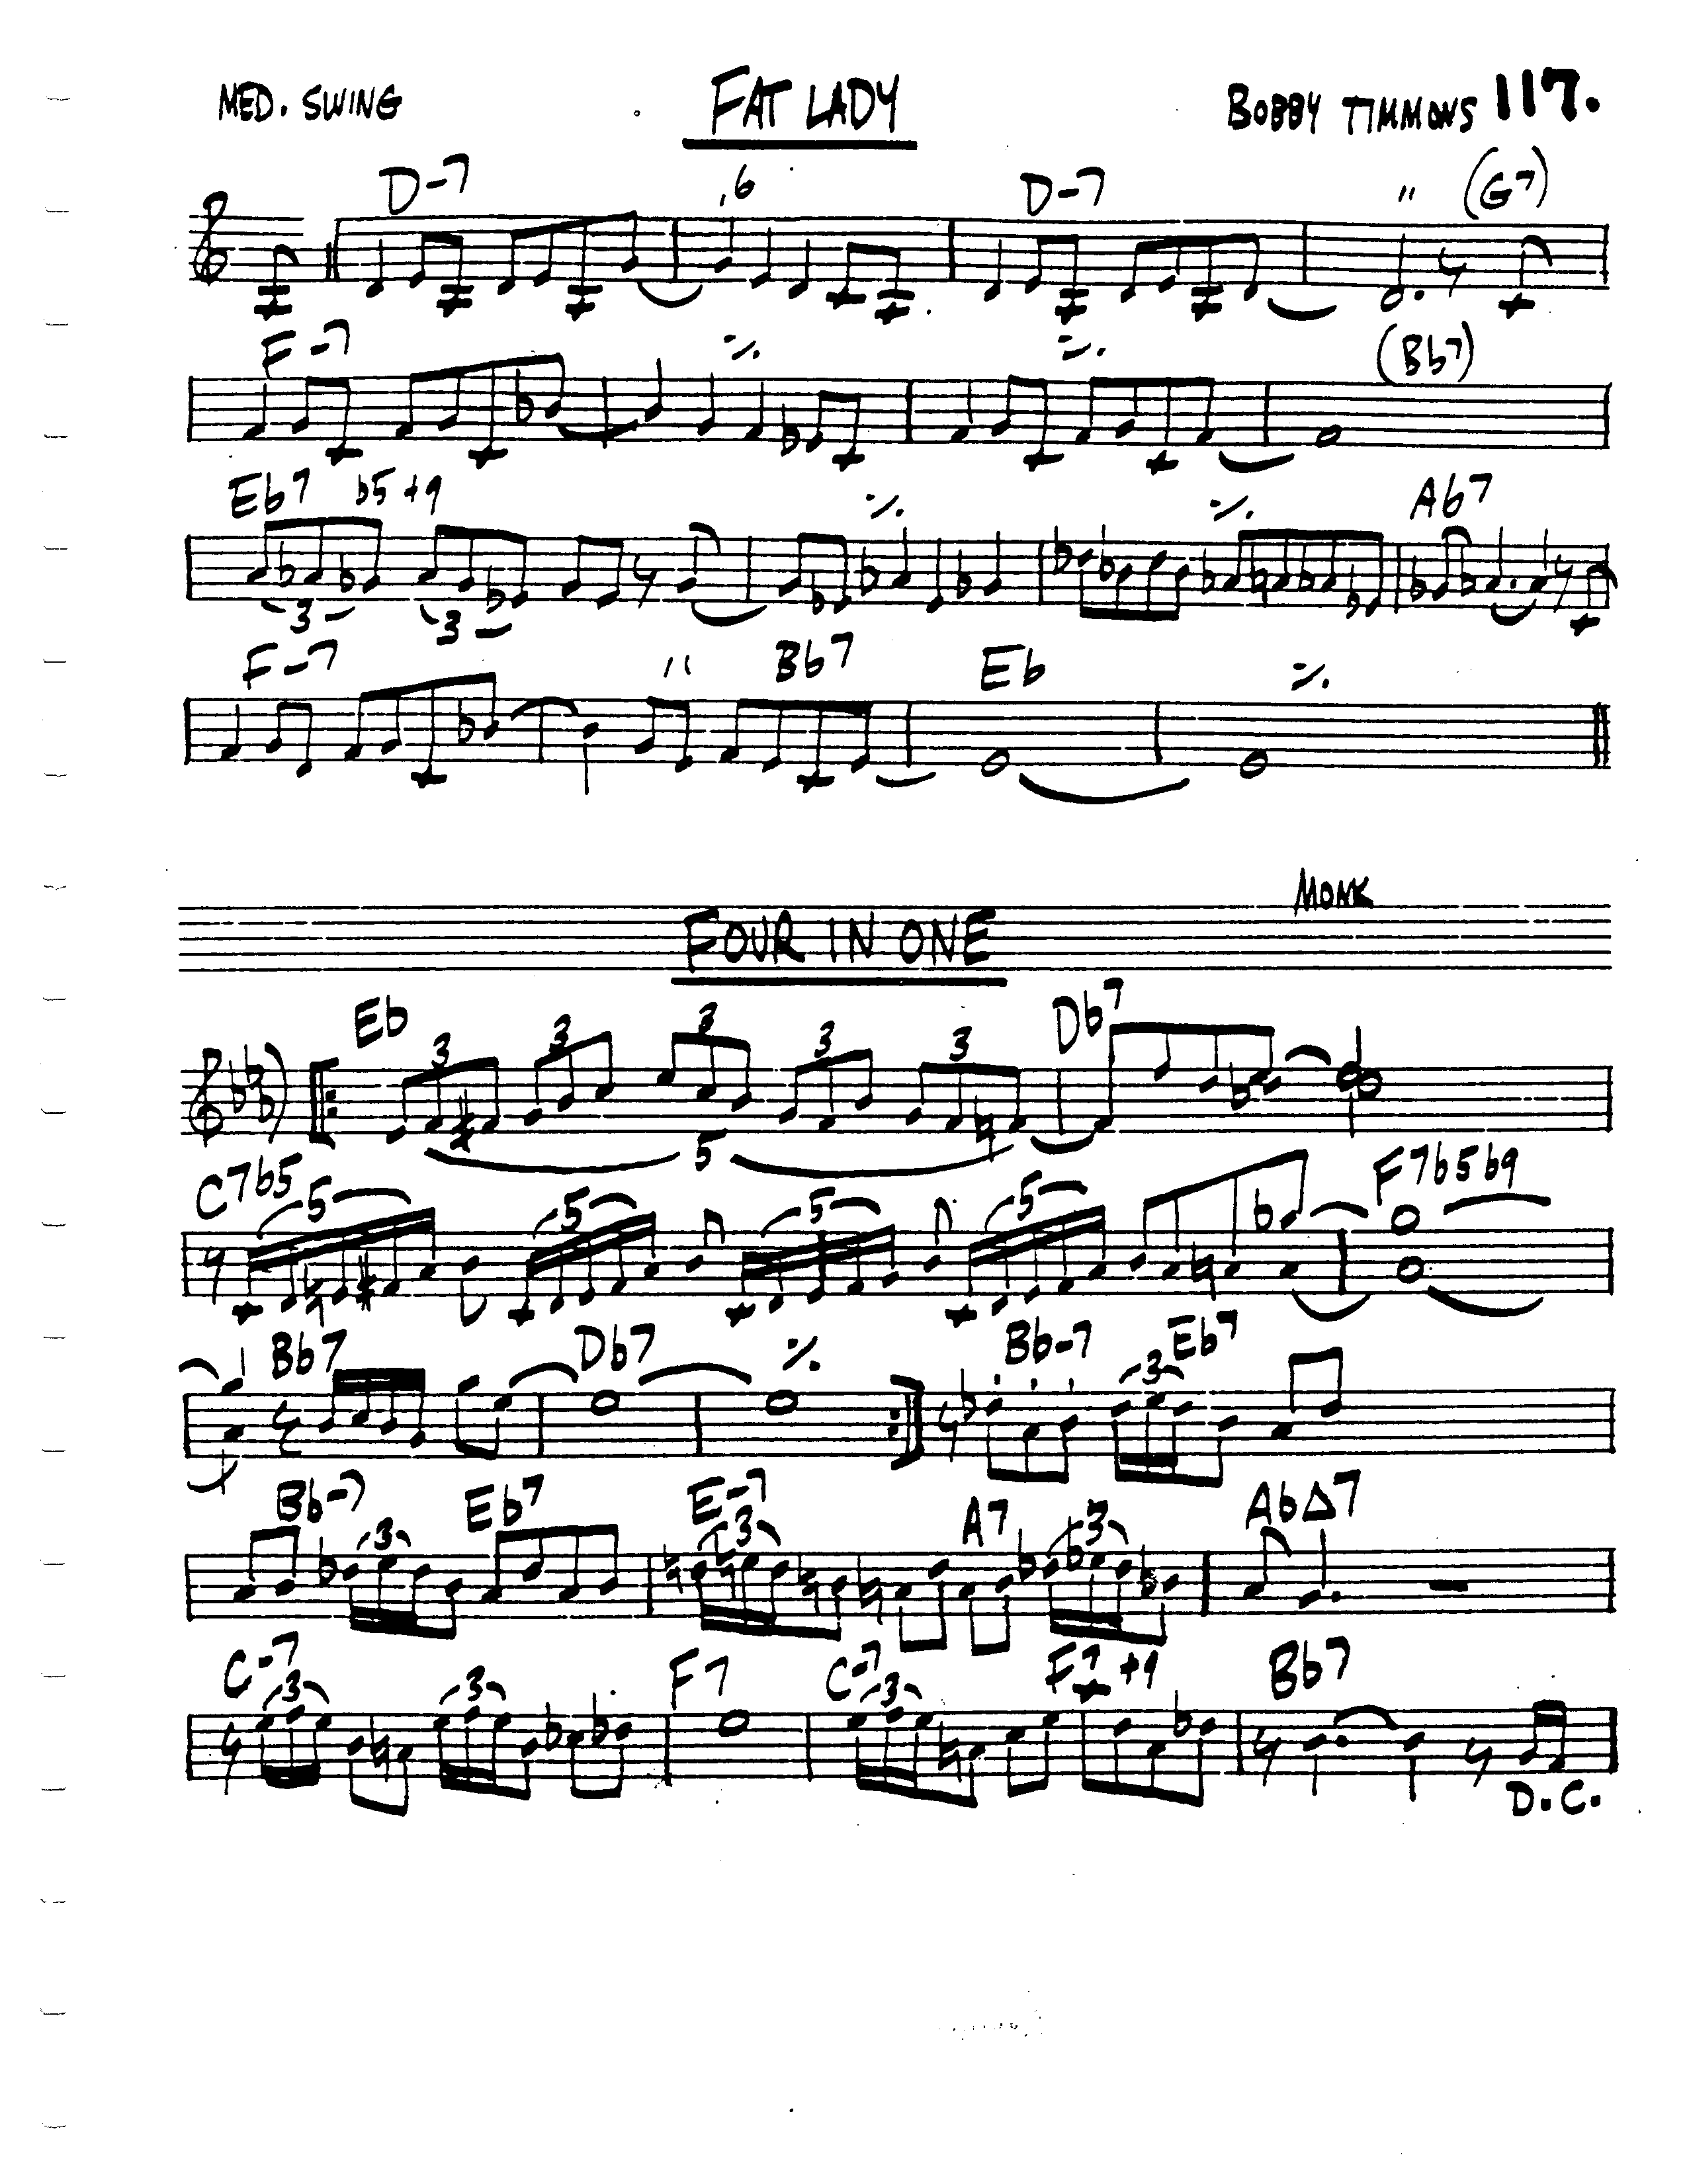 MED. SWING FAT LADY BOBBY TIMMONS 117.
D-7 D-7 " (G7)
F-7 ٪ ٪ (Bb7)
Eb7 b5 +9 ٪ ٪ Ab7
3 3
F-7 " Bb7 Eb ٪
MONK
FOUR IN ONE
Eb Db7
3 3 3 3 3
5
C7b5 F7b5b9
5 5 5 5
Bb7 Db7 ٪ Bb-7 Eb7
3
Bb-7 Eb7 E-7 A7 AbΔ7
3 3 3
C-7 F7 C-7 F7 +9 Bb7
3 3 3
D.C.